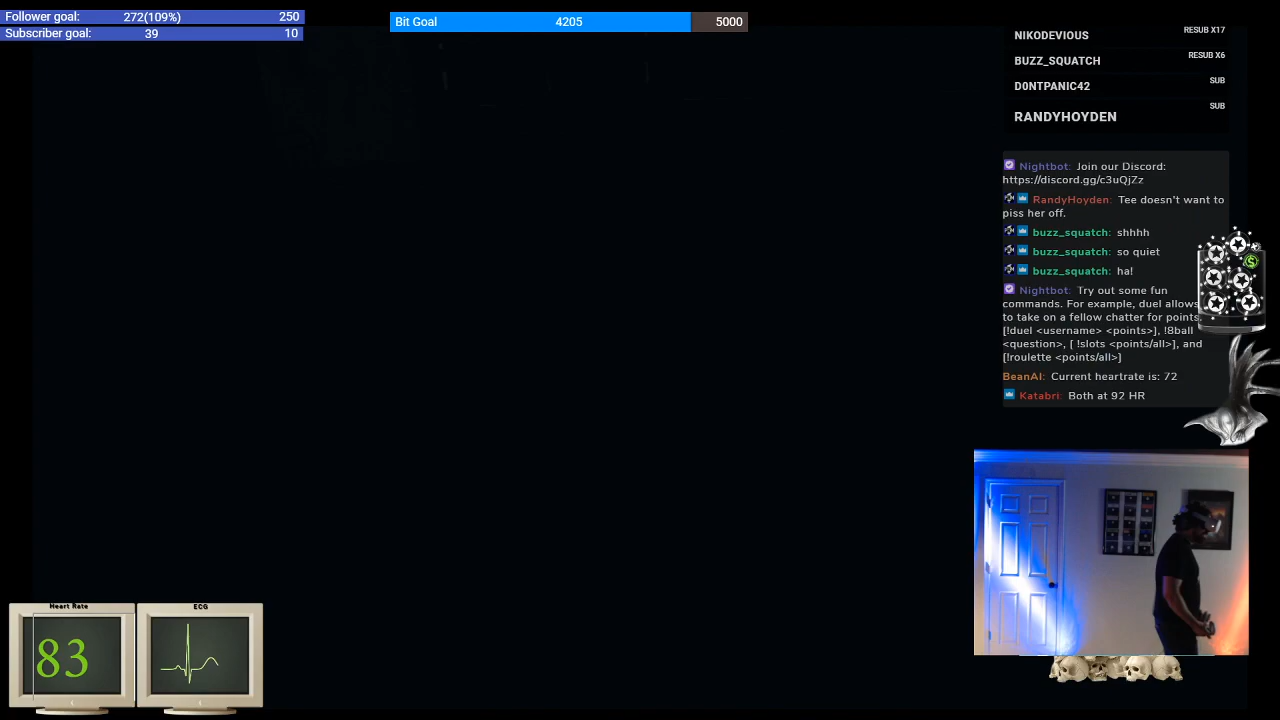 Follower goal: 272(109%) 250
Subscriber goal: 39 10
Bit Goal 4205 5000
NIKODEVIOUS RESUB X17
BUZZ_SQUATCH RESUB X6
D0NTPANIC42 SUB
RANDYHOYDEN SUB
Nightbot: Join our Discord:
https://discord.gg/c3uQjZz
RandyHoyden: Tee doesn't want to
piss her off.
buzz_squatch: shhhh
buzz_squatch: so quiet
buzz_squatch: ha!
Nightbot: Try out some fun
commands. For example, duel allows
to take on a fellow chatter for points,
[!duel <username> <points>], !8ball
<question>, [ !slots <points/all>], and
[!roulette <points/all]
BeanAI: Current heartrate is: 72
Katabri: Both at 92 HR
Heart Rate
83
ECG